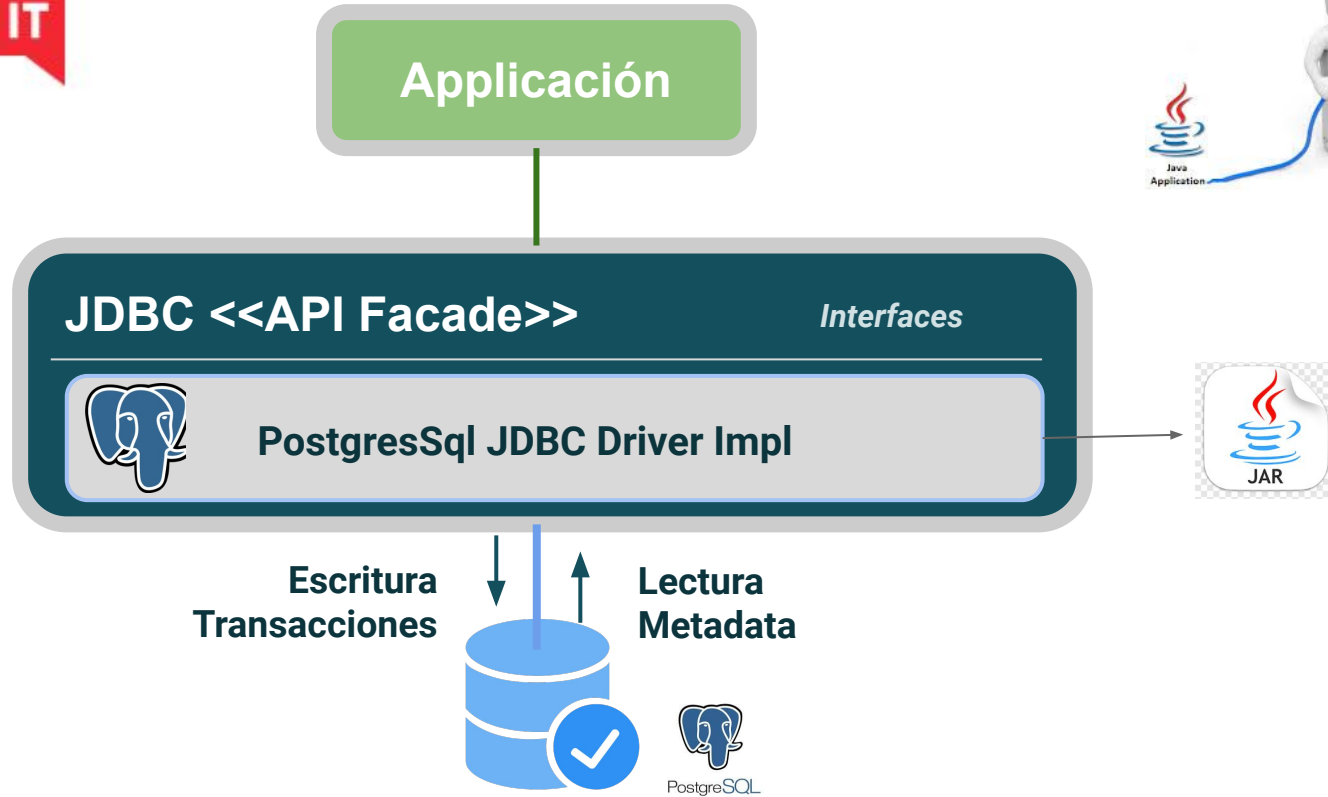 IT
Applicación
Java
Application
JDBC <<API Facade>>
Interfaces
PostgresSql JDBC Driver Impl
JAR
Escritura
Transacciones
Lectura
Metadata
PostgreSQL